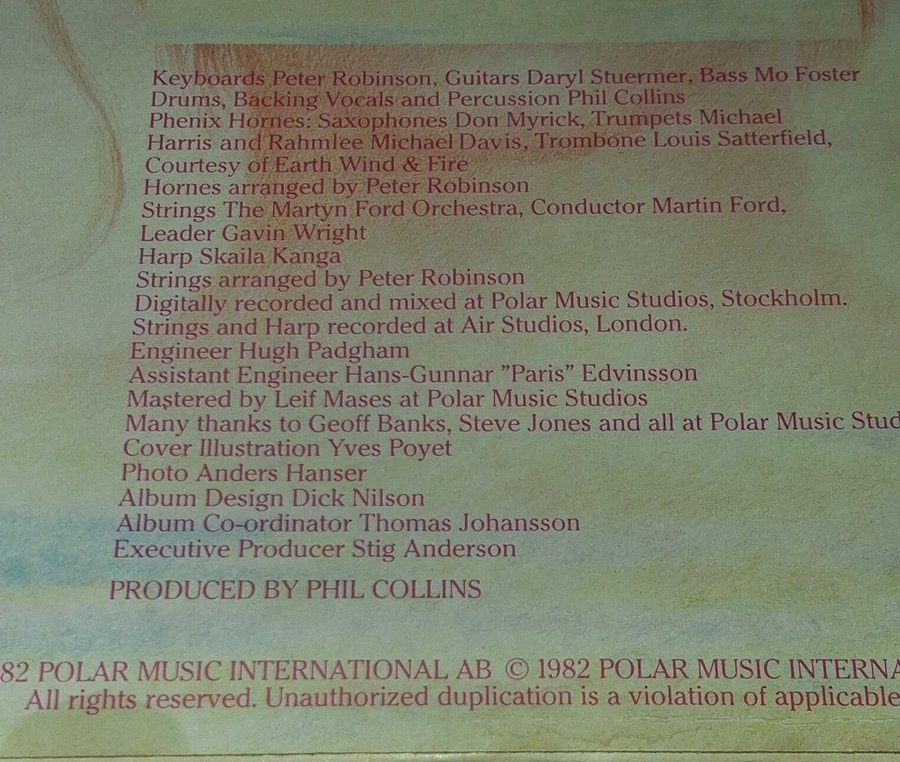 Keyboards Peter Robinson, Guitars Daryl Stuermer, Bass Mo Foster
Drums, Backing Vocals and Percussion Phil Collins
Phenix Hornes: Saxophones Don Myrick, Trumpets Michael
Harris and Rahmlee Michael Davis, Trombone Louis Satterfield,
Courtesy of Earth Wind & Fire
Hornes arranged by Peter Robinson
Strings The Martyn Ford Orchestra, Conductor Martin Ford,
Leader Gavin Wright
Harp Skaila Kanga
Strings arranged by Peter Robinson
Digitally recorded and mixed at Polar Music Studios, Stockholm.
Strings and Harp recorded at Air Studios, London.
Engineer Hugh Padgham
Assistant Engineer Hans-Gunnar ”Paris” Edvinsson
Mastered by Leif Mases at Polar Music Studios
Many thanks to Geoff Banks, Steve Jones and all at Polar Music Stud
Cover Illustration Yves Poyet
Photo Anders Hanser
Album Design Dick Nilson
Album Co-ordinator Thomas Johansson
Executive Producer Stig Anderson
PRODUCED BY PHIL COLLINS
82 POLAR MUSIC INTERNATIONAL AB © 1982 POLAR MUSIC INTERNA
All rights reserved. Unauthorized duplication is a violation of applicable